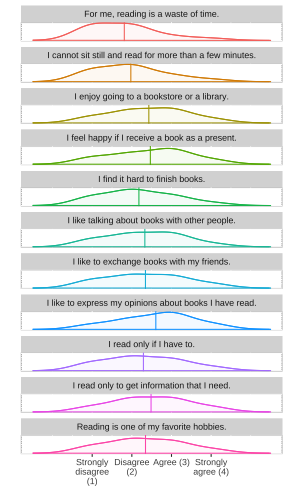 For me, reading is a waste of time.
I cannot sit still and read for more than a few minutes.
I enjoy going to a bookstore or a library.
I feel happy if I receive a book as a present.
I find it hard to finish books.
I like talking about books with other people.
I like to exchange books with my friends.
I like to express my opinions about books I have read.
I read only if I have to.
I read only to get information that I need.
Reading is one of my favorite hobbies.
Strongly Disagree Agree (3) Strongly
disagree (2) agree (4)
(1)